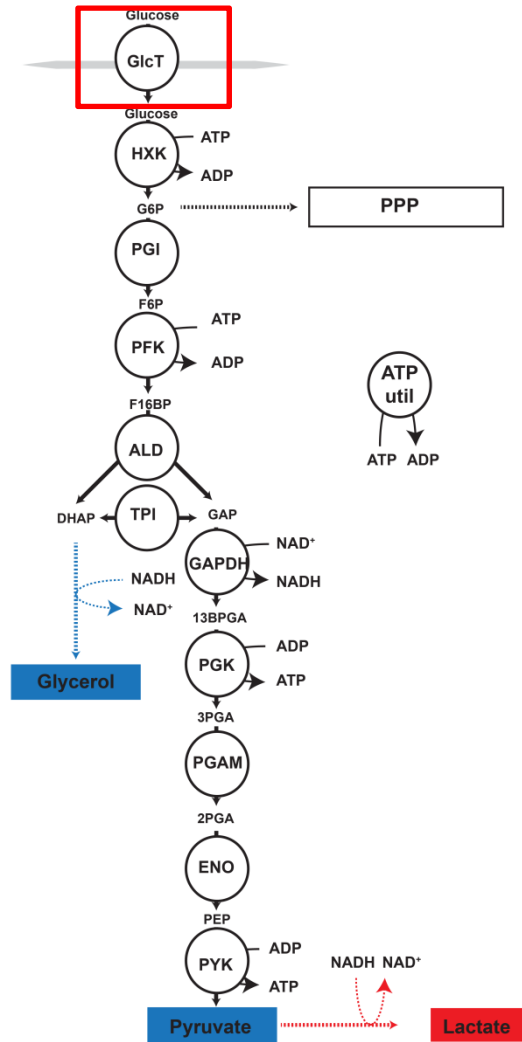 Glucose
GlcT
Glucose
ATP
HXK
ADP
G6P
PPP
PGI
F6P
ATP
PFK
ADP
ATP
util
ATP ADP
F16BP
ALD
DHAP
TPI
GAP
NAD⁺
GAPDH
NADH
NADH
NAD⁺
13BPGA
ADP
PGK
ATP
Glycerol
3PGA
PGAM
2PGA
ENO
PEP
ADP
PYK
ATP
NADH NAD⁺
Pyruvate
Lactate